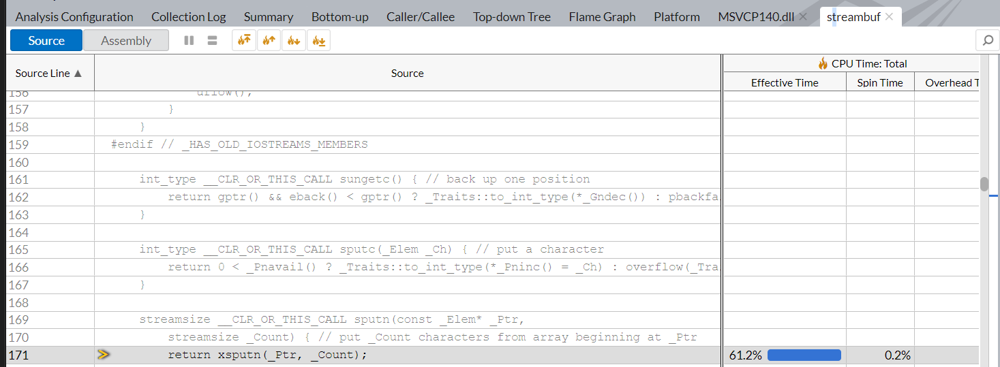 Analysis Configuration Collection Log Summary Bottom-up Caller/Callee Top-down Tree Flame Graph Platform MSVCP140.dll × streambuf ×
Source Assembly
Source Line ▲ Source CPU Time: Total
Effective Time Spin Time Overhead T
156 uflow();
157 }
158 }
159 #endif // _HAS_OLD_IOSTREAMS_MEMBERS
160
161 int_type __CLR_OR_THIS_CALL sungetc() { // back up one position
162 return gptr() && eback() < gptr() ? _Traits::to_int_type(*_Gndec()) : pbackfa
163 }
164
165 int_type __CLR_OR_THIS_CALL sputc(_Elem _Ch) { // put a character
166 return 0 < _Pnavail() ? _Traits::to_int_type(*_Pninc() = _Ch) : overflow(_Tra
167 }
168
169 streamsize __CLR_OR_THIS_CALL sputn(const _Elem* _Ptr,
170 streamsize _Count) { // put _Count characters from array beginning at _Ptr
171 return xsputn(_Ptr, _Count); 61.2% 0.2%